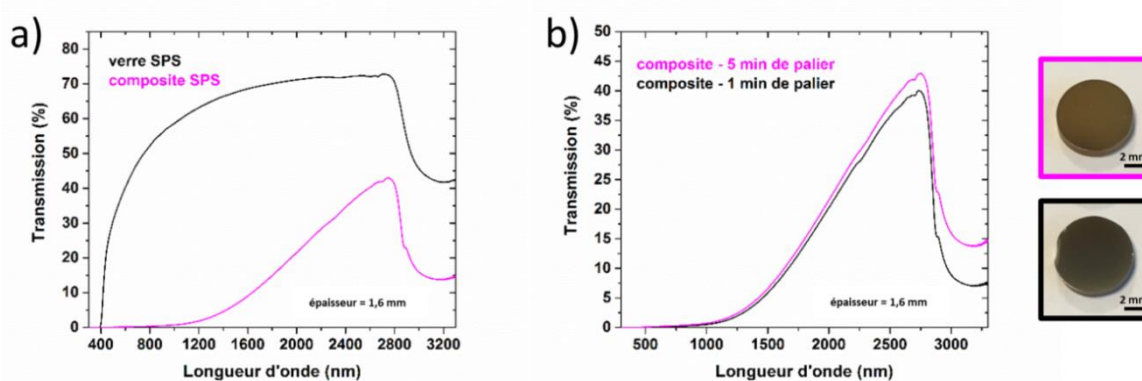 a)
verre SPS
composite SPS
épaisseur = 1,6 mm
Transmission (%)
80
70
60
50
40
30
20
10
0
400 800 1200 1600 2000 2400 2800 3200
Longueur d'onde (nm)
b)
composite - 5 min de palier
composite - 1 min de palier
épaisseur = 1,6 mm
Transmission (%)
50
45
40
35
30
25
20
15
10
5
0
500 1000 1500 2000 2500 3000
Longueur d'onde (nm)
2 mm
2 mm